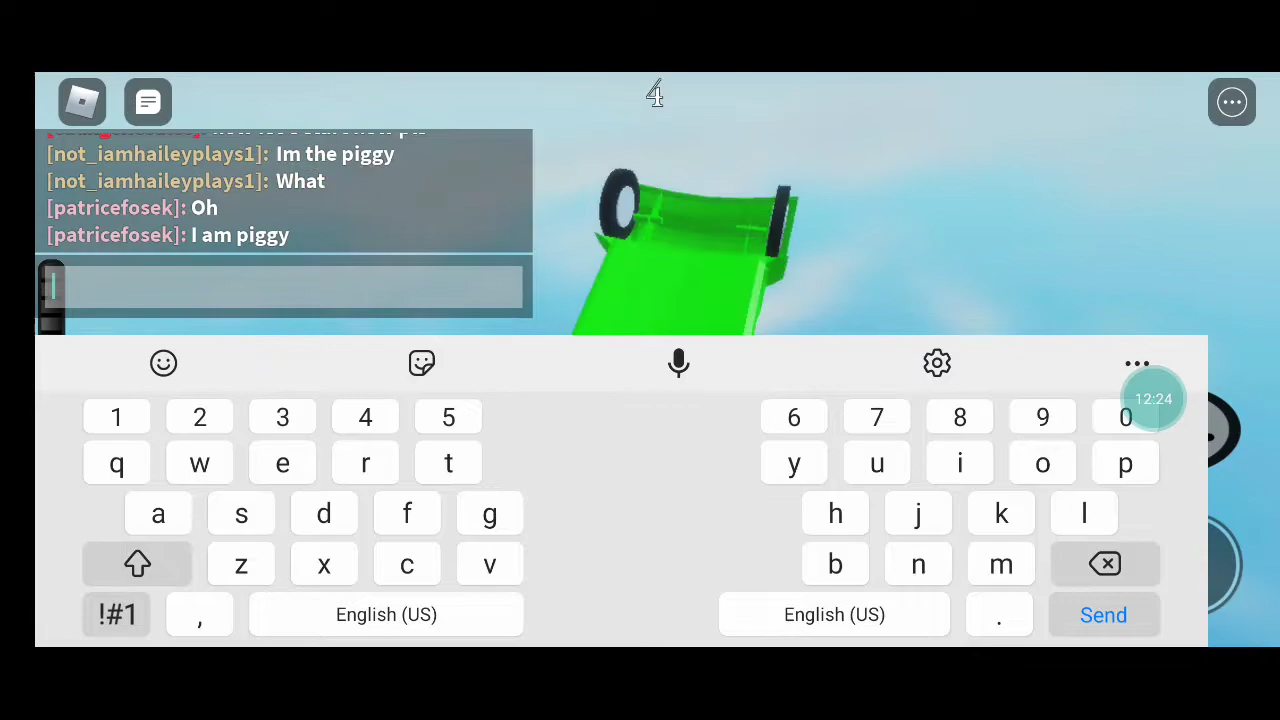 4
[not_iamhaileyplays1]: Im the piggy
[not_iamhaileyplays1]: What
[patricefosek]: Oh
[patricefosek]: I am piggy
12:24
1 2 3 4 5 6 7 8 9 0
q w e r t y u i o p
a s d f g h j k l
z x c v b n m
!#1 , English (US) English (US) . Send